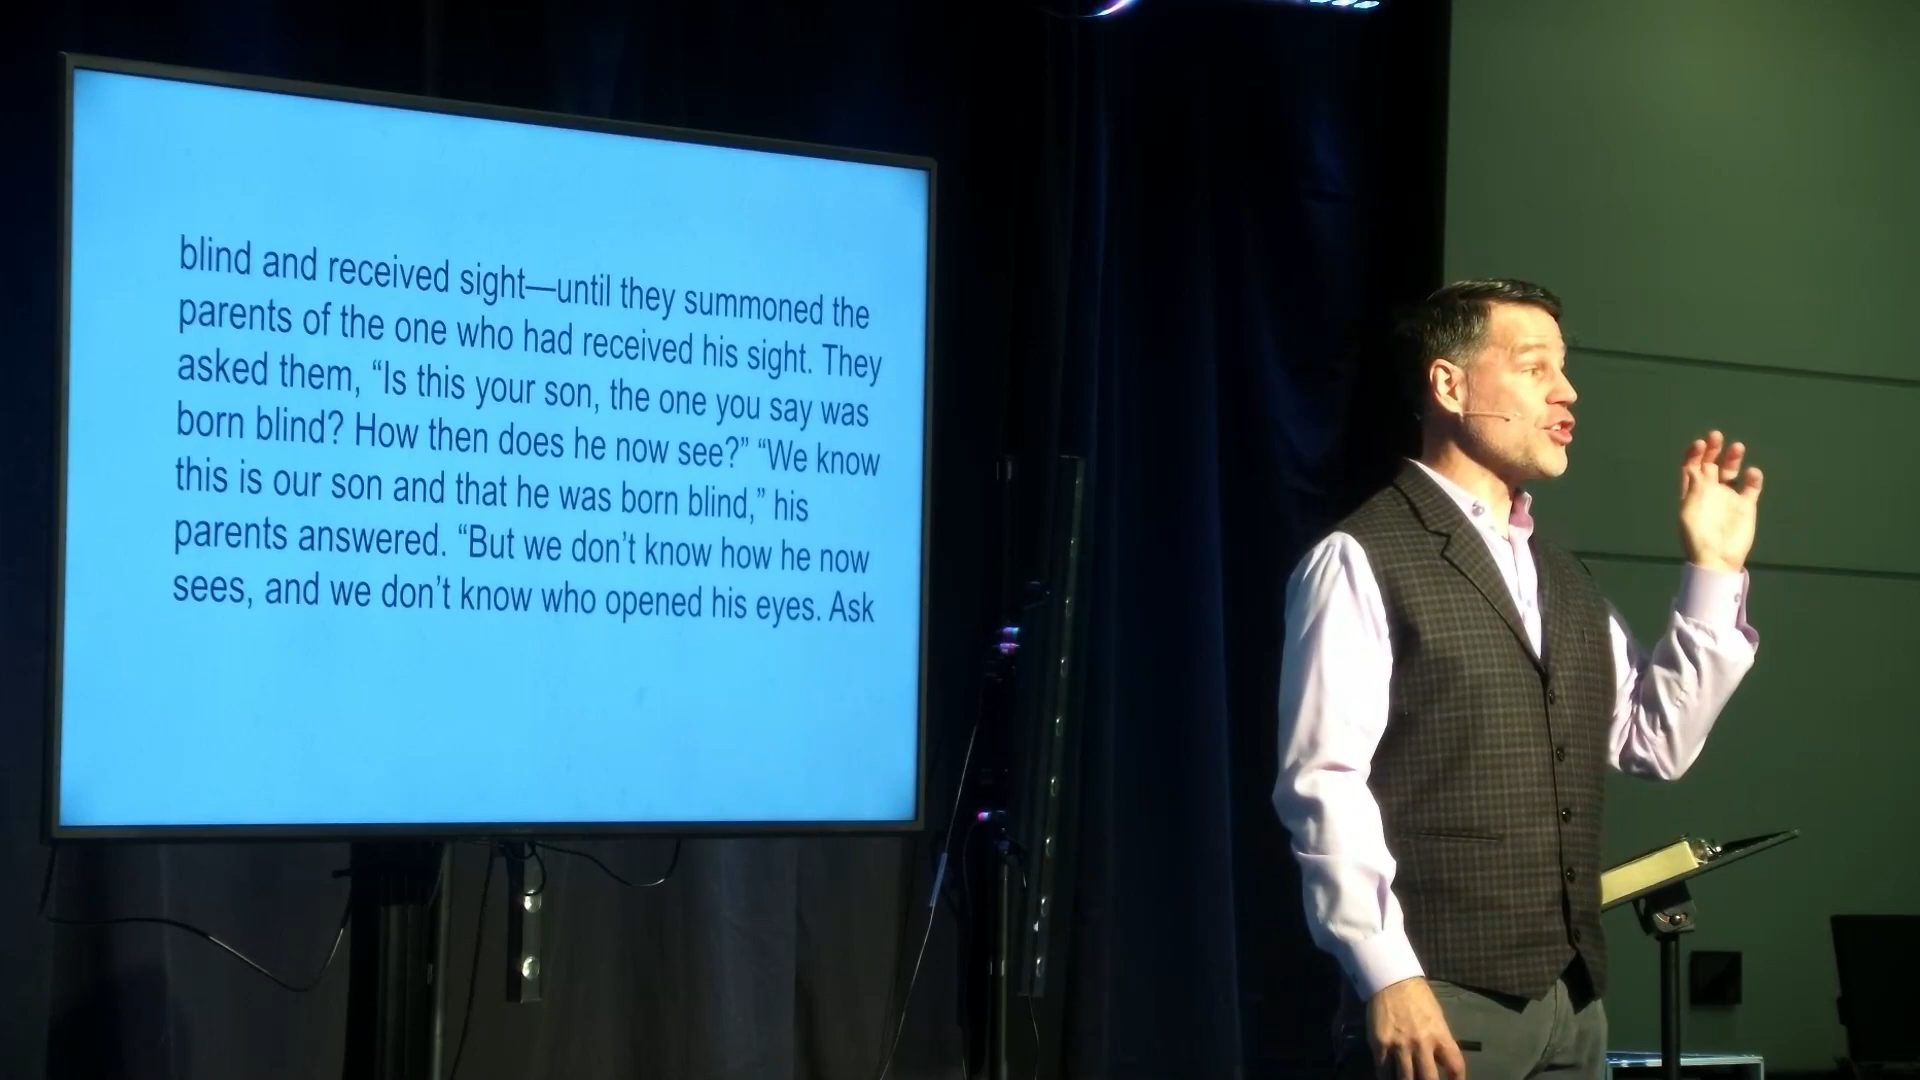 blind and received sight—until they summoned the
parents of the one who had received his sight. They
asked them, “Is this your son, the one you say was
born blind? How then does he now see?” “We know
this is our son and that he was born blind,” his
parents answered. “But we don’t know how he now
sees, and we don’t know who opened his eyes. Ask